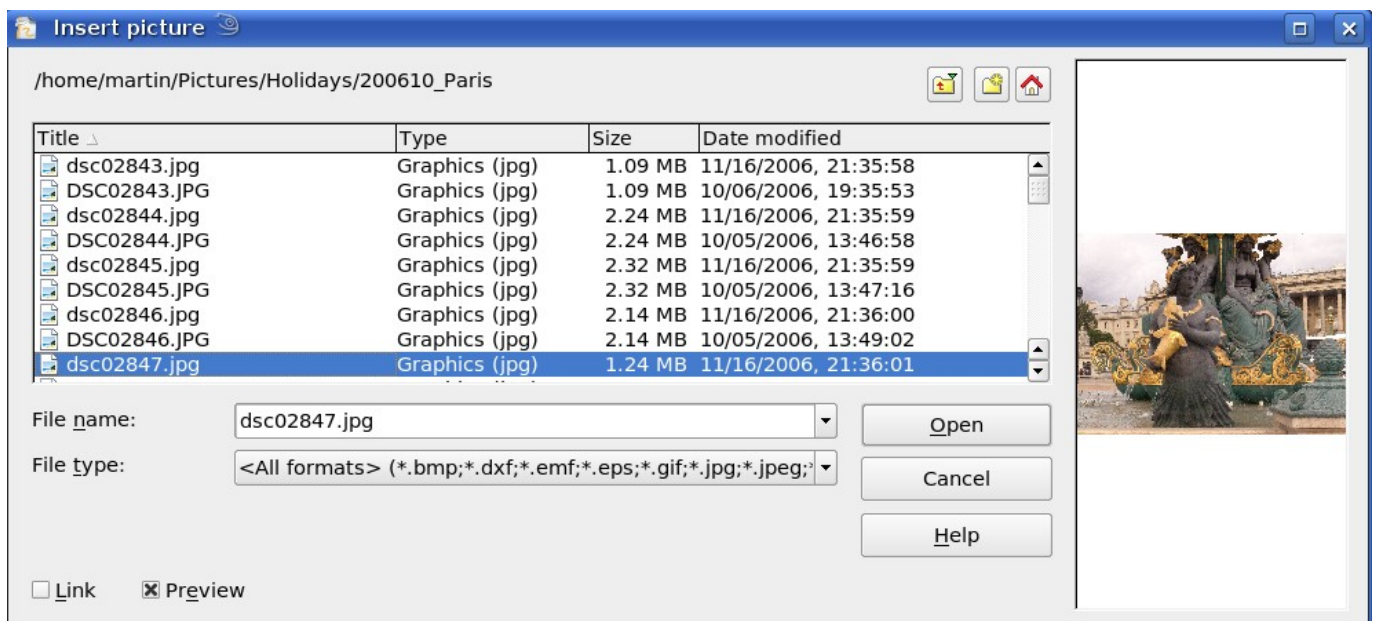 Insert picture
/home/martin/Pictures/Holidays/200610_Paris
Title Type Size Date modified
dsc02843.jpg Graphics (jpg) 1.09 MB 11/16/2006, 21:35:58
DSC02843.JPG Graphics (jpg) 1.09 MB 10/06/2006, 19:35:53
dsc02844.jpg Graphics (jpg) 2.24 MB 11/16/2006, 21:35:59
DSC02844.JPG Graphics (jpg) 2.24 MB 10/05/2006, 13:46:58
dsc02845.jpg Graphics (jpg) 2.32 MB 11/16/2006, 21:35:59
DSC02845.JPG Graphics (jpg) 2.32 MB 10/05/2006, 13:47:16
dsc02846.jpg Graphics (jpg) 2.14 MB 11/16/2006, 21:36:00
DSC02846.JPG Graphics (jpg) 2.14 MB 10/05/2006, 13:49:02
dsc02847.jpg Graphics (jpg) 1.24 MB 11/16/2006, 21:36:01
File name: dsc02847.jpg Open
File type: <All formats> (*.bmp;*.dxf;*.emf;*.eps;*.gif;*.jpg;*.jpeg;
Cancel
Help
Link Preview